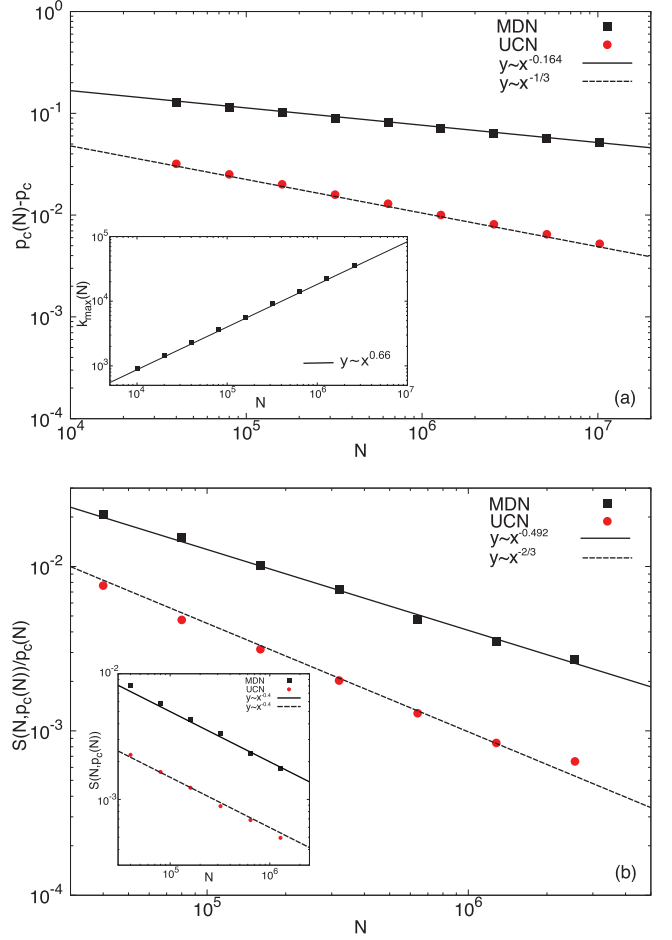 10^0
MDN
UCN
y~x^-0.164
y~x^-1/3
10^-1
10^-2
10^-3
10^-4
p_c(N)-p_c
10^5
10^4
10^3
k_max(N)
y~x^0.66
10^4 10^5 10^6 10^7
N
(a)
10^4 10^5 10^6 10^7
N
MDN
UCN
y~x^-0.492
y~x^-2/3
10^-2
10^-3
10^-4
S(N,p_c(N))/p_c(N)
10^-2
MDN
UCN
y~x^-0.4
y~x^-0.4
10^-3
S(N,p_c(N))
10^5 10^6
N
(b)
10^5 10^6
N